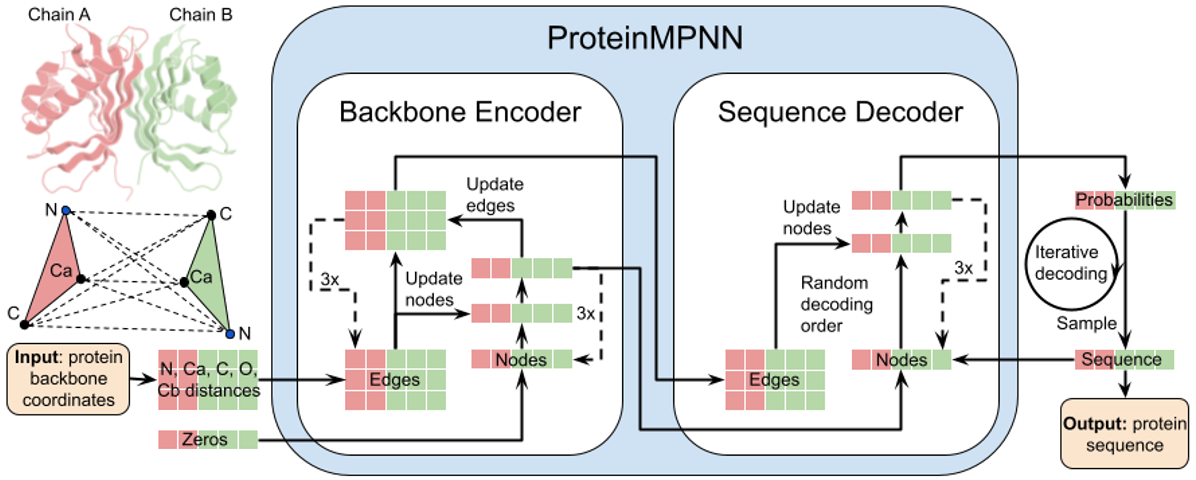 Chain A
Chain B
N
C
Ca
Ca
C
N
Input: protein
backbone
coordinates
N, Ca, C, O,
Cb distances
Zeros
ProteinMPNN
Backbone Encoder
Update
edges
3x
Update
nodes
3x
Edges
Nodes
Sequence Decoder
Update
nodes
Random
decoding
order
3x
Edges
Nodes
Probabilities
Iterative
decoding
Sample
Sequence
Output: protein
sequence